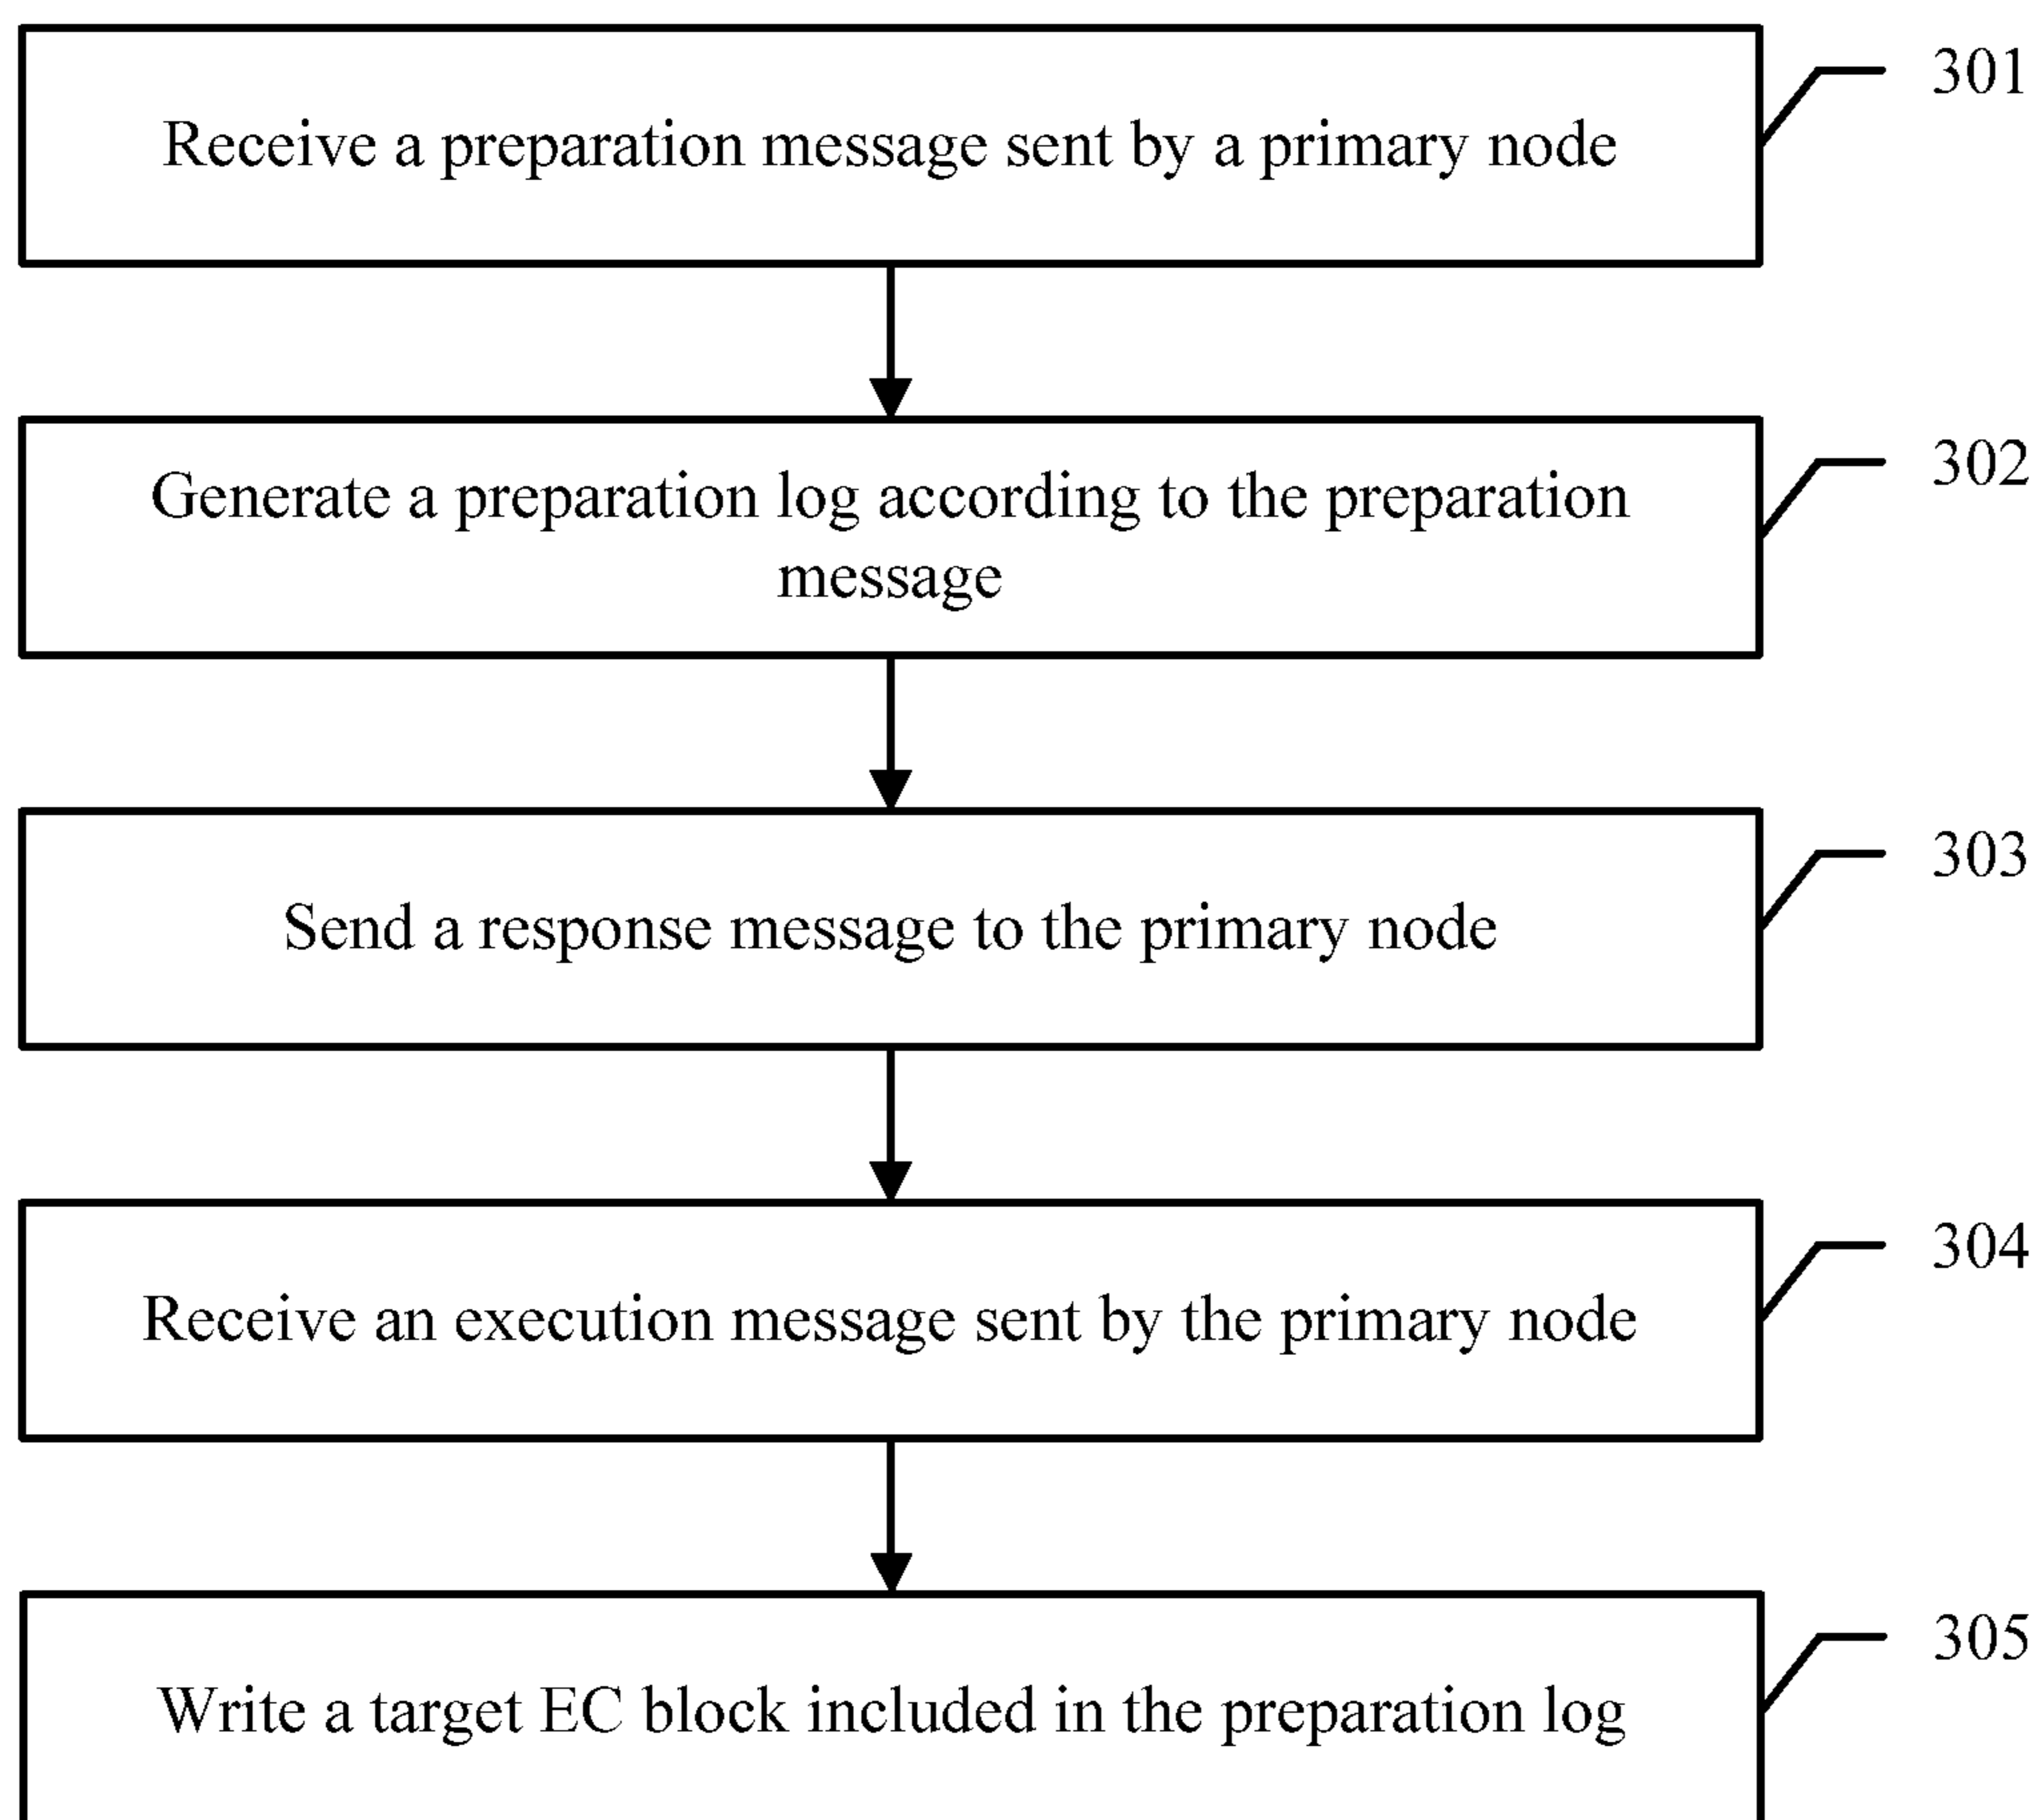 Receive a preparation message sent by a primary node
301
Generate a preparation log according to the preparation
message
302
Send a response message to the primary node
303
Receive an execution message sent by the primary node
304
Write a target EC block included in the preparation log
305